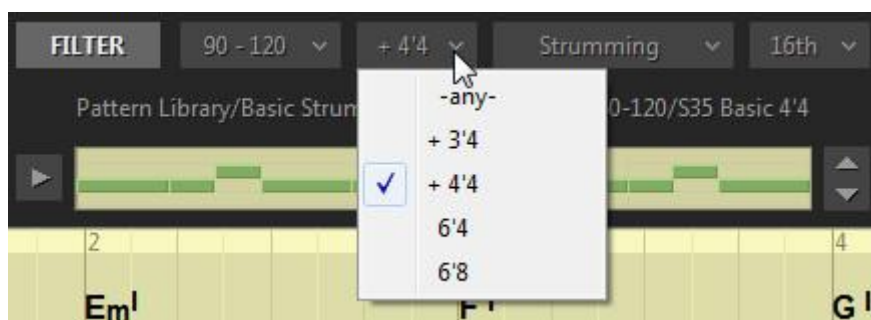 FILTER 90 - 120 + 4'4 Strumming 16th
Pattern Library/Basic Strum 0-120/S35 Basic 4'4
-any-
+ 3'4
+ 4'4
6'4
6'8
2 4
Em I F I G I